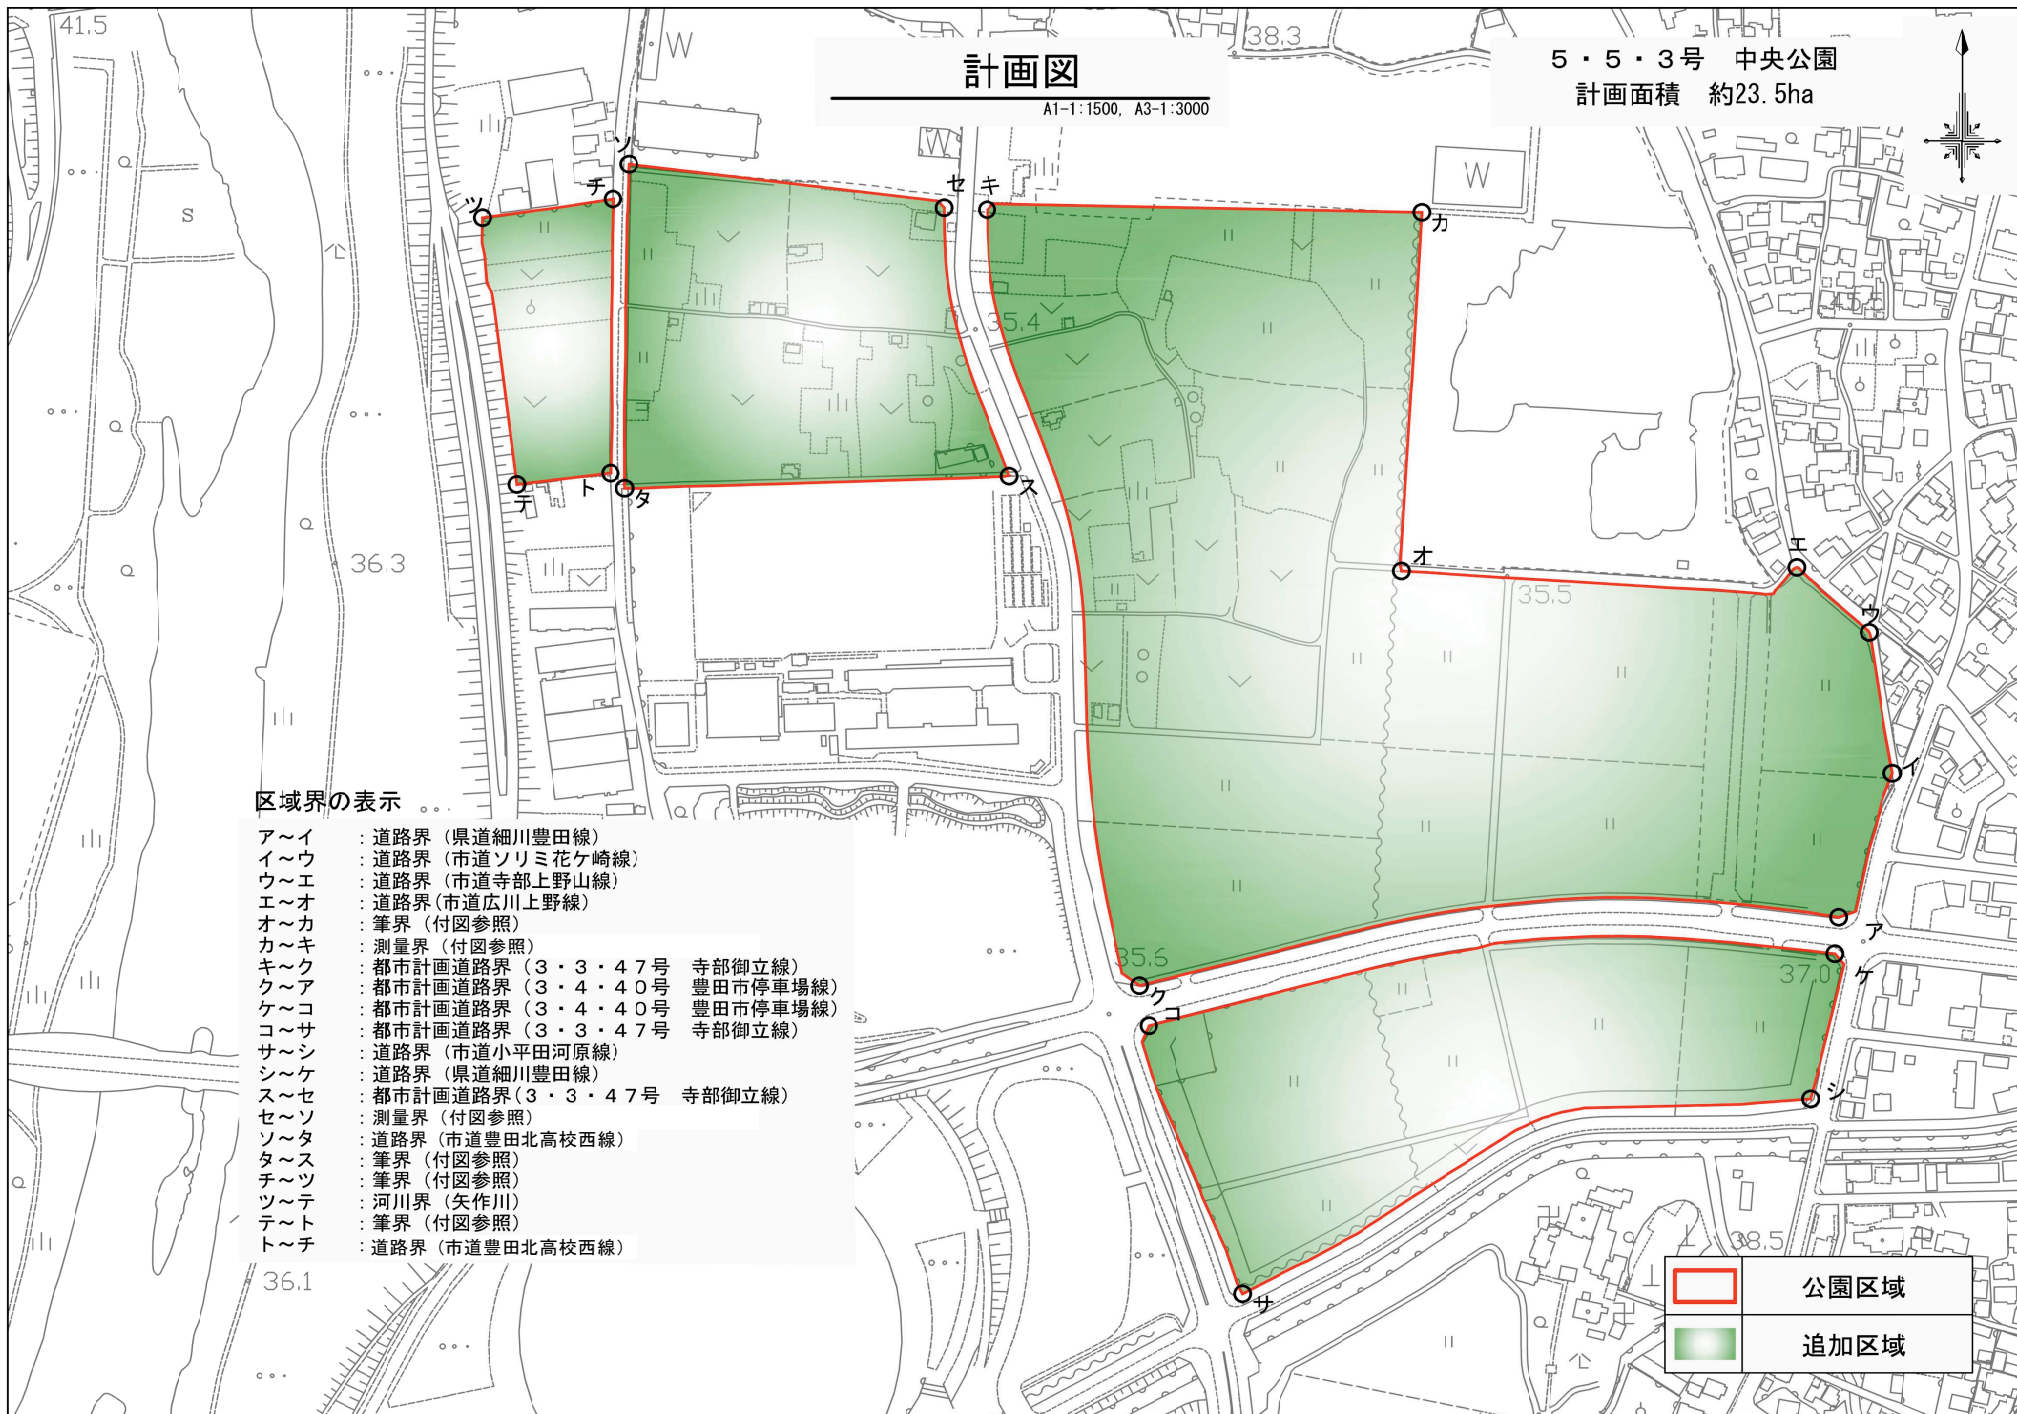 計画図
A1-1:1500, A3-1:3000
５・５・３号　中央公園
計画面積　約23.5ha
41.5
38.3
W
W
W
S
ソ
チ
ツ
セ
キ
カ
35.4
ト
タ
テ
ス
オ
エ
36.3
35.5
ウ
イ
区域界の表示
ア～イ　：道路界（県道細川豊田線）
イ～ウ　：道路界（市道ソリミ花ケ崎線）
ウ～エ　：道路界（市道寺部上野山線）
エ～オ　：道路界（市道広川上野線）
オ～カ　：筆界（付図参照）
カ～キ　：測量界（付図参照）
キ～ク　：都市計画道路界（３・３・４７号　寺部御立線）
ク～ア　：都市計画道路界（３・４・４０号　豊田市停車場線）
ケ～コ　：都市計画道路界（３・４・４０号　豊田市停車場線）
コ～サ　：都市計画道路界（３・３・４７号　寺部御立線）
サ～シ　：道路界（市道小平田河原線）
シ～ケ　：道路界（県道細川豊田線）
ス～セ　：都市計画道路界（３・３・４７号　寺部御立線）
セ～ソ　：測量界（付図参照）
ソ～タ　：道路界（市道豊田北高校西線）
タ～ス　：筆界（付図参照）
チ～ツ　：筆界（付図参照）
ツ～テ　：河川界（矢作川）
テ～ト　：筆界（付図参照）
ト～チ　：道路界（市道豊田北高校西線）
ア
35.6
ク
コ
37.0
ケ
シ
サ
36.1
38.5
公園区域
追加区域